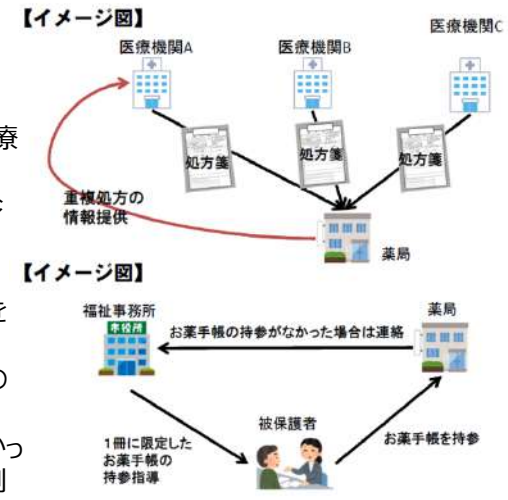 【イメージ図】
医療機関A
医療機関B
医療機関C
療
処方箋
処方箋
処方箋
重複処方の
情報提供
薬局
【イメージ図】
を
福祉事務所
薬局
市役所
お薬手帳の持参がなかった場合は連絡
の
被保護者
1冊に限定した
お薬手帳の
持参指導
お薬手帳を持参
かっ